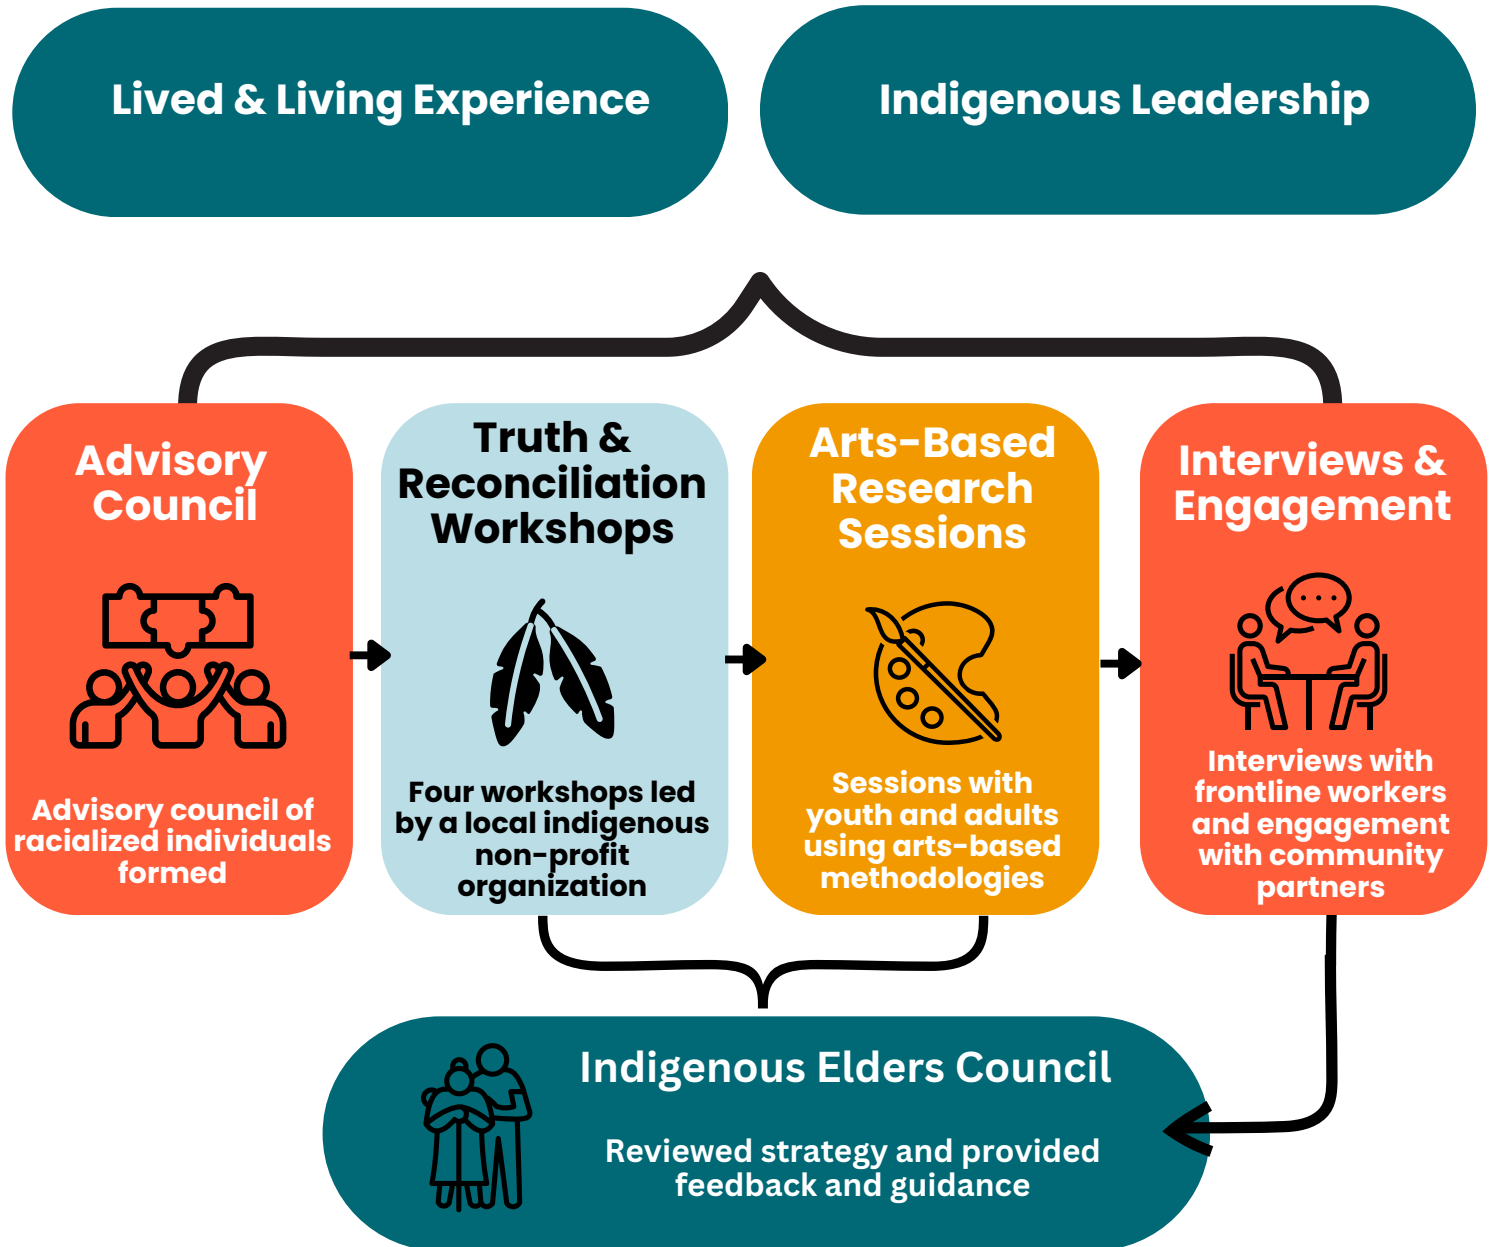 Lived & Living Experience
Indigenous Leadership
Advisory
Council
Advisory council of
racialized individuals
formed
Truth &
Reconciliation
Workshops
Four workshops led
by a local indigenous
non-profit
organization
Arts-Based
Research
Sessions
Sessions with
youth and adults
using arts-based
methodologies
Interviews &
Engagement
Interviews with
frontline workers
and engagement
with community
partners
Indigenous Elders Council
Reviewed strategy and provided
feedback and guidance